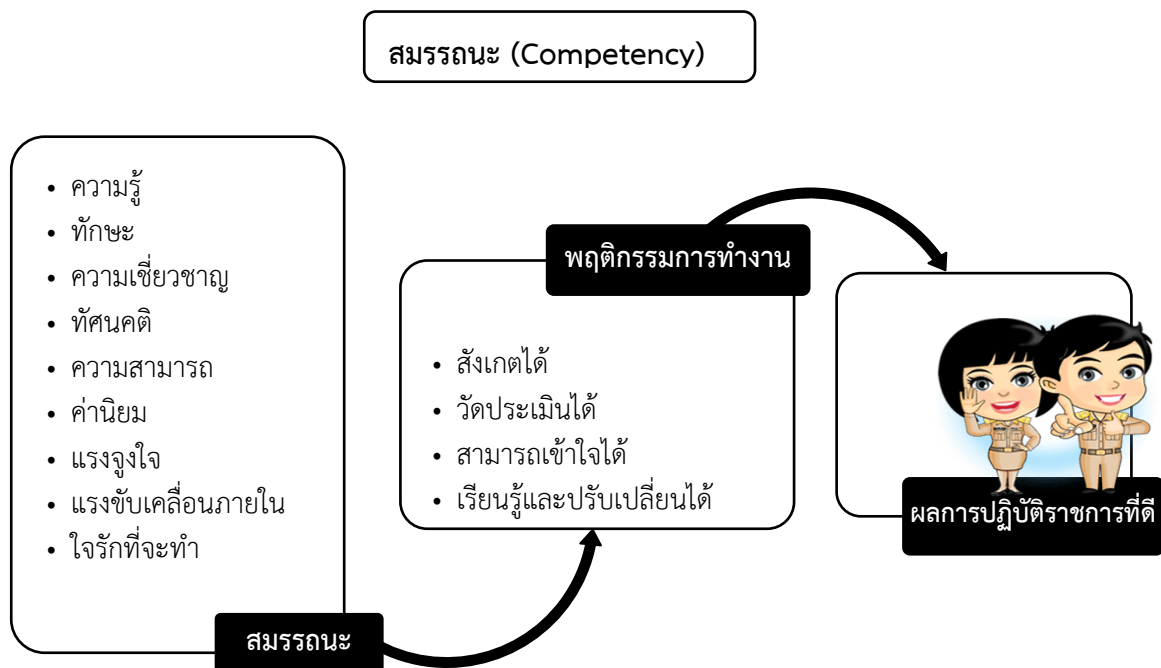 สมรรถนะ (Competency)
• ความรู้
• ทักษะ
• ความเชี่ยวชาญ
• ทัศนคติ
• ความสามารถ
• ค่านิยม
• แรงจูงใจ
• แรงขับเคลื่อนภายใน
• ใจรักที่จะทำ
สมรรถนะ
พฤติกรรมการทำงาน
• สังเกตได้
• วัดประเมินได้
• สามารถเข้าใจได้
• เรียนรู้และปรับเปลี่ยนได้
ผลการปฏิบัติราชการที่ดี